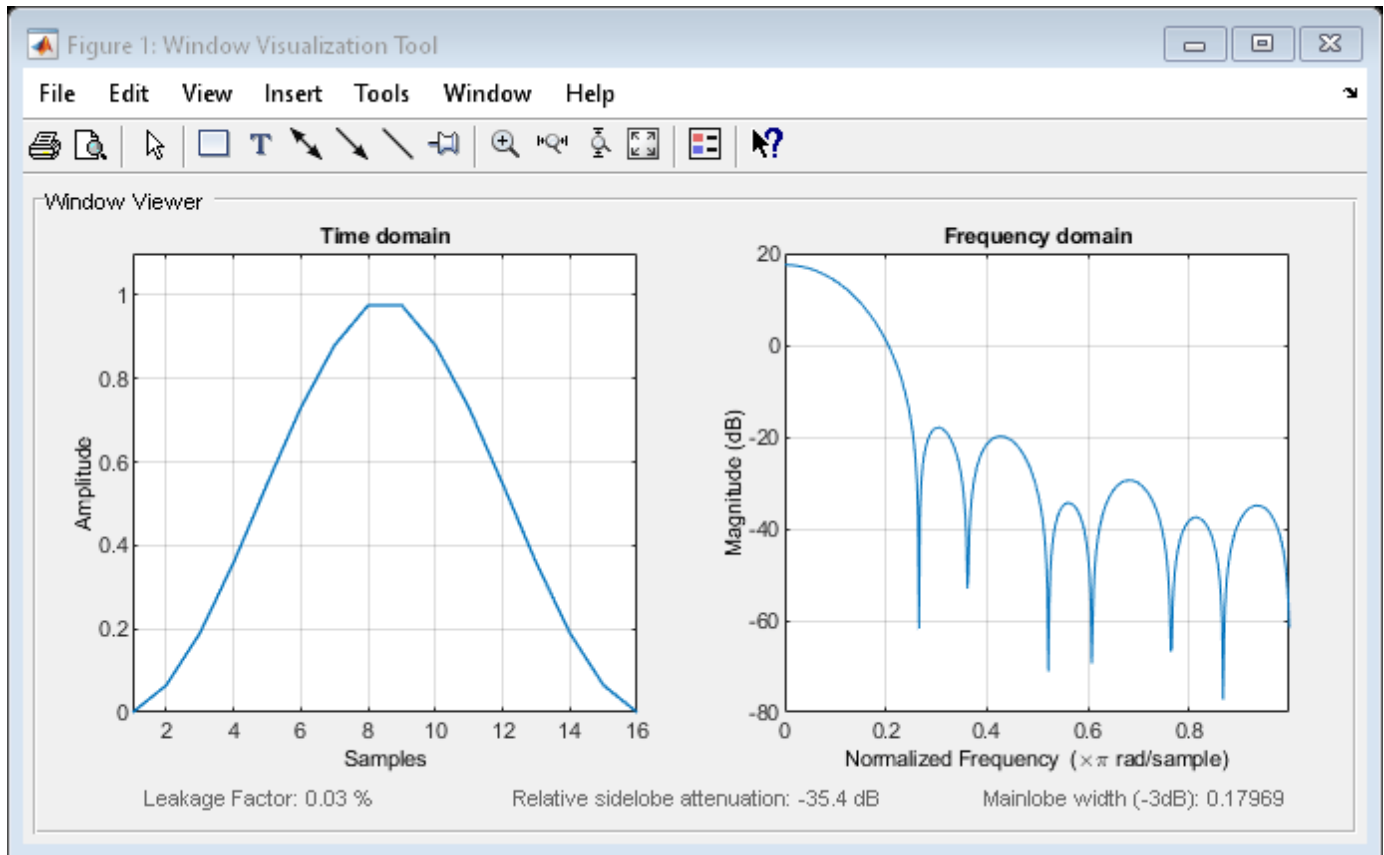 Figure 1: Window Visualization Tool
File Edit View Insert Tools Window Help
T
?
Window Viewer
Time domain
1
0.8
0.6
0.4
0.2
0
2 4 6 8 10 12 14 16
Amplitude
Samples
Frequency domain
20
0
-20
-40
-60
-80
0 0.2 0.4 0.6 0.8
Magnitude (dB)
Normalized Frequency (×π rad/sample)
Leakage Factor: 0.03 % Relative sidelobe attenuation: -35.4 dB Mainlobe width (-3dB): 0.17969